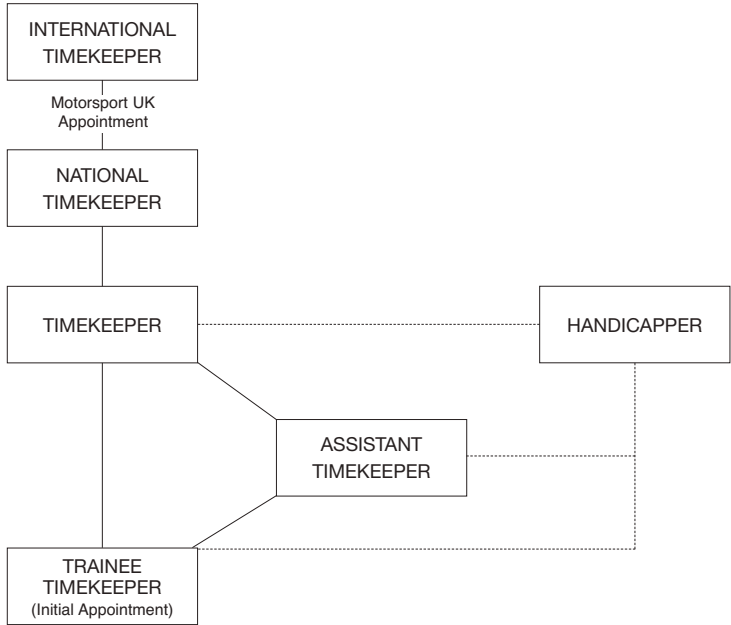 INTERNATIONAL
TIMEKEEPER
Motorsport UK
Appointment
NATIONAL
TIMEKEEPER
TIMEKEEPER
HANDICAPPER
ASSISTANT
TIMEKEEPER
TRAINEE
TIMEKEEPER
(Initial Appointment)